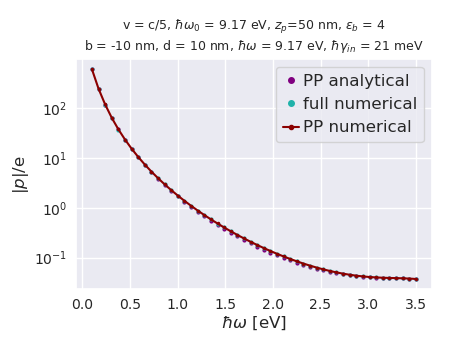 v = c/5, ℏω₀ = 9.17 eV, zₚ=50 nm, ε_b = 4
b = -10 nm, d = 10 nm, ℏω = 9.17 eV, ℏγ_in = 21 meV
PP analytical
full numerical
PP numerical
|p|/e
10²
10¹
10⁰
10⁻¹
0.0 0.5 1.0 1.5 2.0 2.5 3.0 3.5
ℏω [eV]